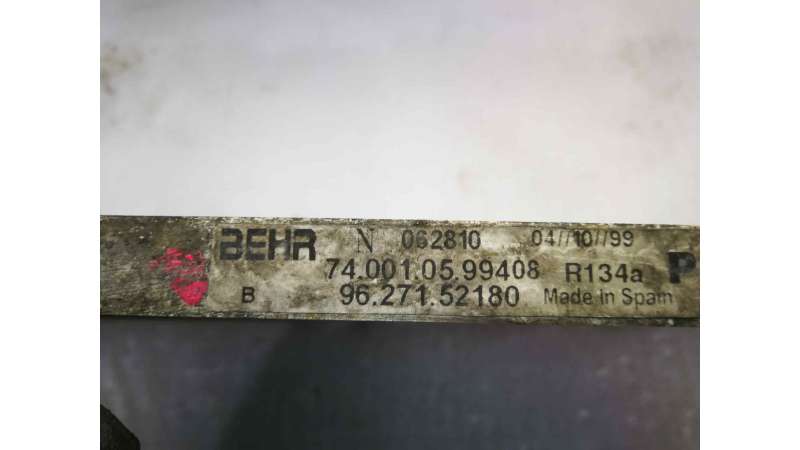 BEHR N 062810 04//10//99
74.001.05.99408 R134a P
B 96.271.52180 Made In Spain